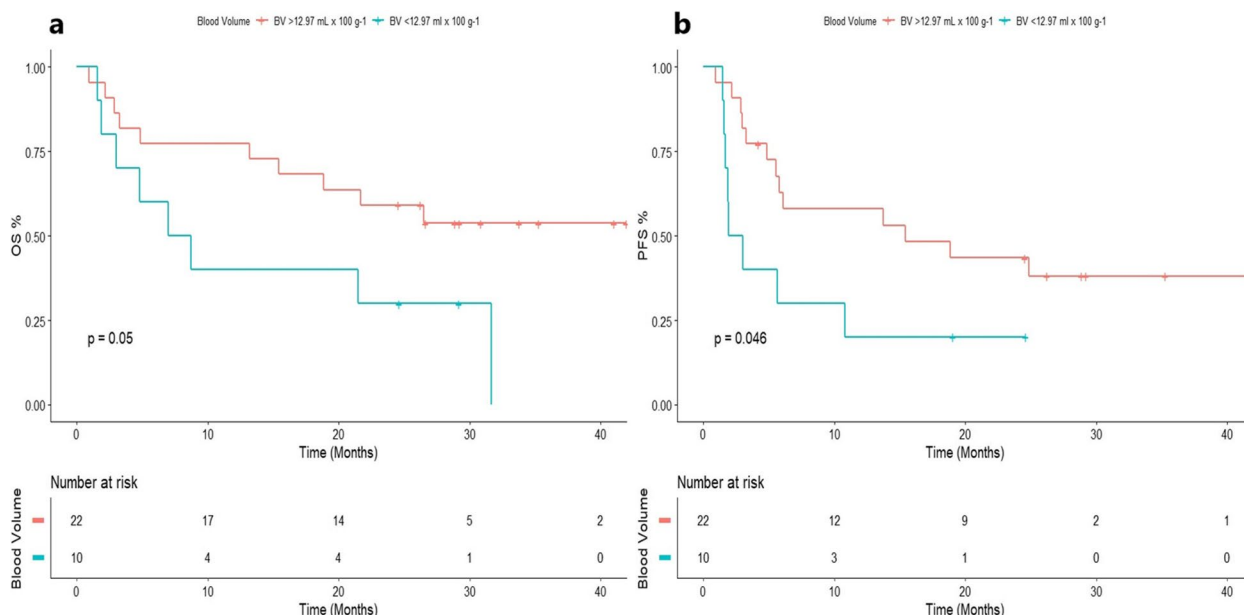 a
Blood Volume BV >12.97 mL x 100 g-1 BV <12.97 ml x 100 g-1
OS %
1.00
0.75
0.50
0.25
0.00
p = 0.05
0 10 20 30 40
Time (Months)
Number at risk
Blood Volume
22 17 14 5 2
10 4 4 1 0
0 10 20 30 40
Time (Months)
b
Blood Volume BV >12.97 mL x 100 g-1 BV <12.97 ml x 100 g-1
PFS %
1.00
0.75
0.50
0.25
0.00
p = 0.046
0 10 20 30 40
Time (Months)
Number at risk
Blood Volume
22 12 9 2 1
10 3 1 0 0
0 10 20 30 40
Time (Months)